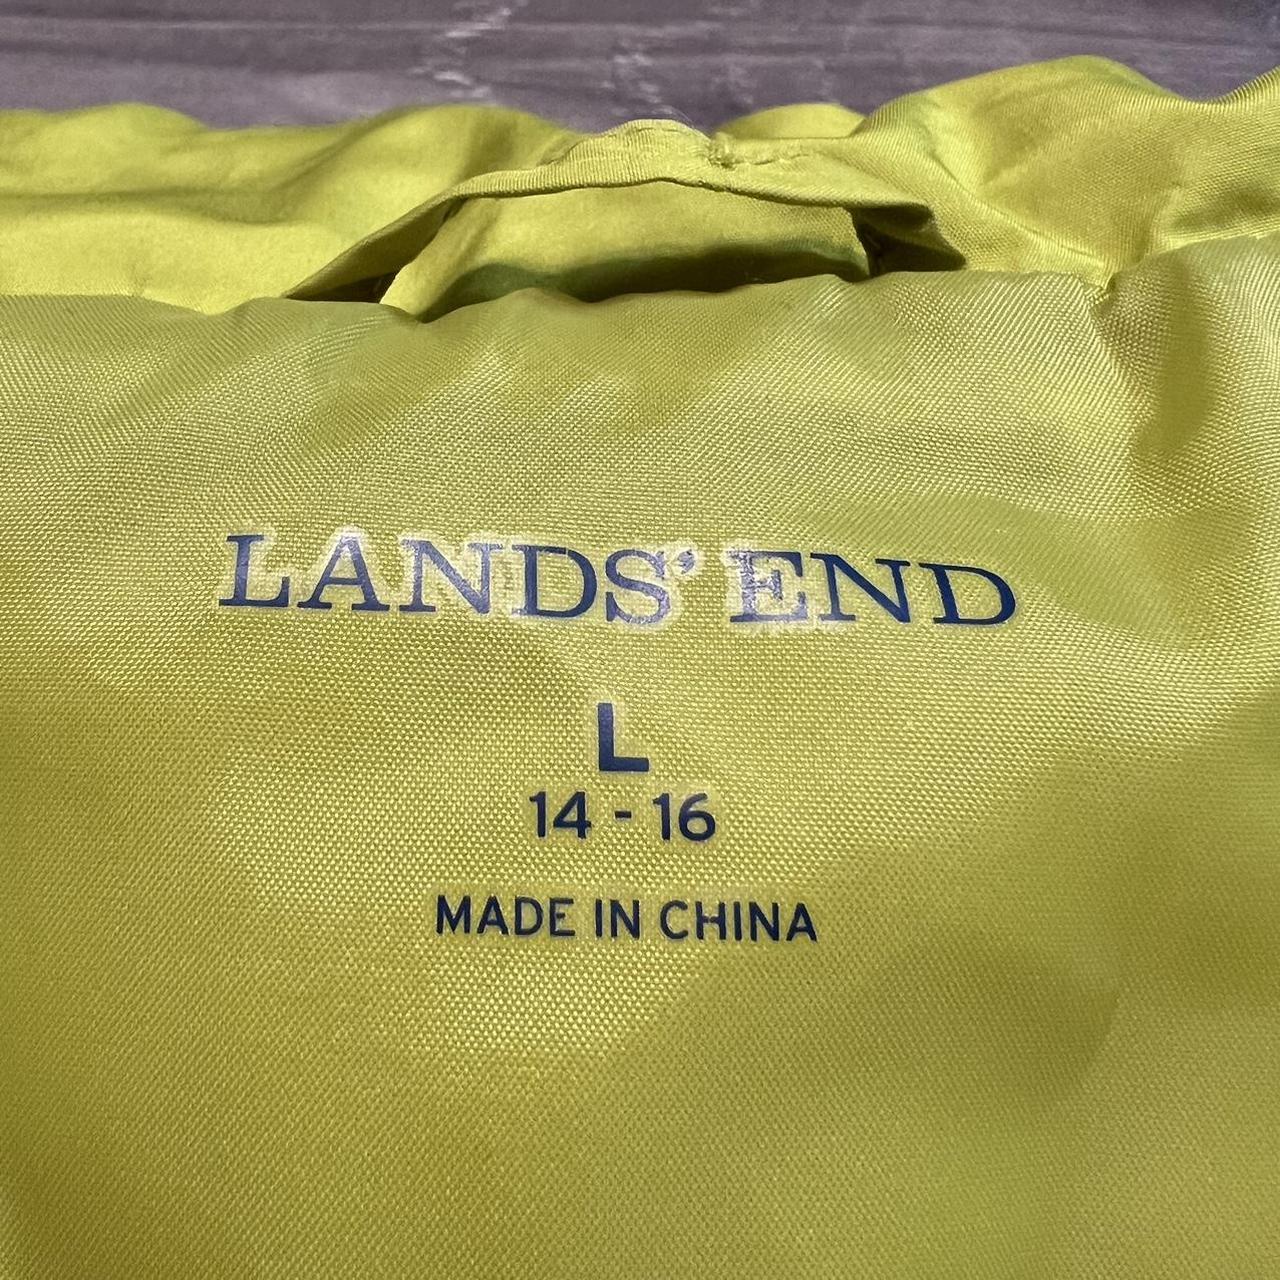 LANDS' END
L
14 - 16
MADE IN CHINA